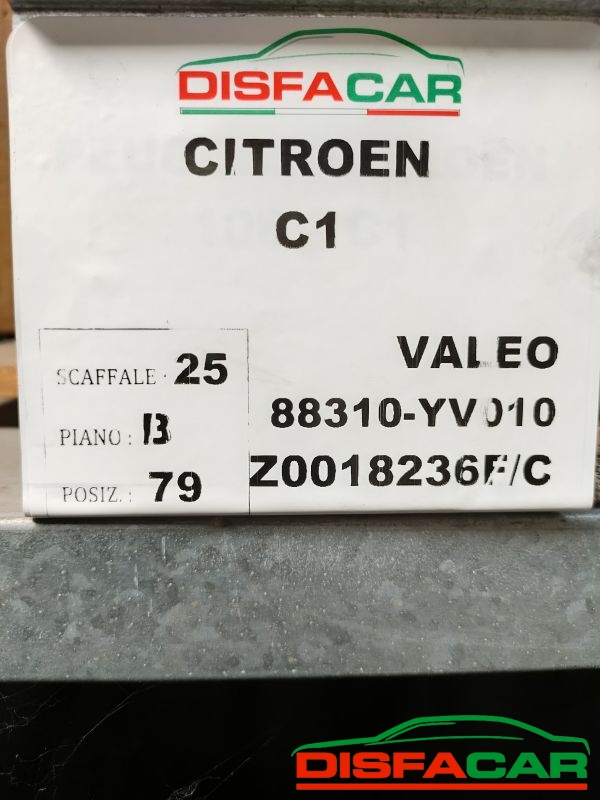 DISFACAR
CITROEN
C1
VALEO
88310-YV010
Z0018236F/C
SCAFFALE : 25
PIANO : B
POSIZ. : 79
DISFACAR